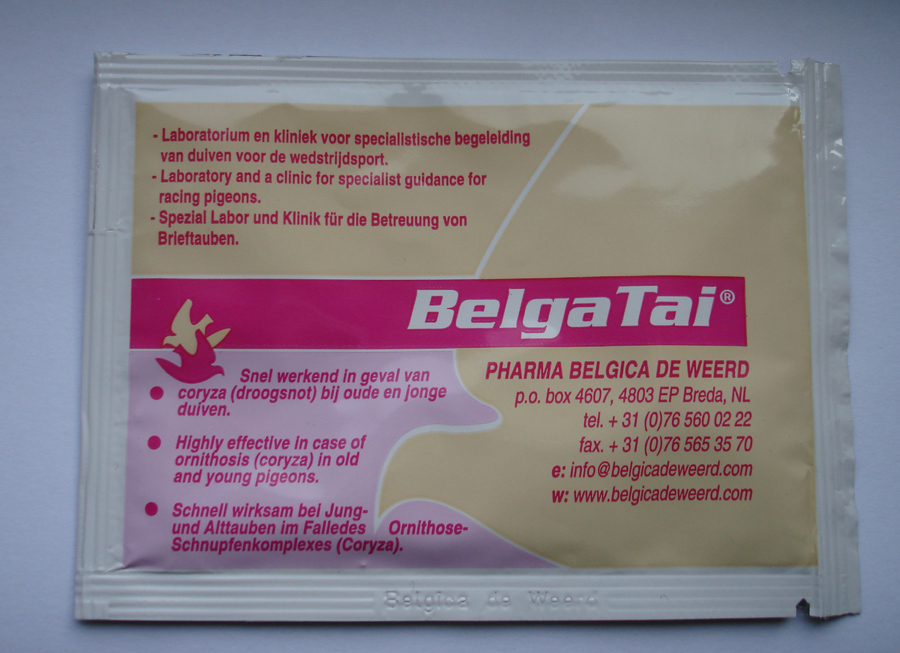 - Laboratorium en kliniek voor specialistische begeleiding
van duiven voor de wedstrijdsport.
- Laboratory and a clinic for specialist guidance for
racing pigeons.
- Spezial Labor und Klinik für die Betreuung von
Brieftauben.
BelgaTai®
Snel werkend in geval van
• coryza (droogsnot) bij oude en jonge
duiven.
• Highly effective in case of
ornithosis (coryza) in old
and young pigeons.
• Schnell wirksam bei Jung-
und Alttauben im Falledes Ornithose-
Schnupfenkomplexes (Coryza).
PHARMA BELGICA DE WEERD
p.o. box 4607, 4803 EP Breda, NL
tel. + 31 (0)76 560 02 22
fax. + 31 (0)76 565 35 70
e: info@belgicadeweerd.com
w: www.belgicadeweerd.com
Belgica de Weerd